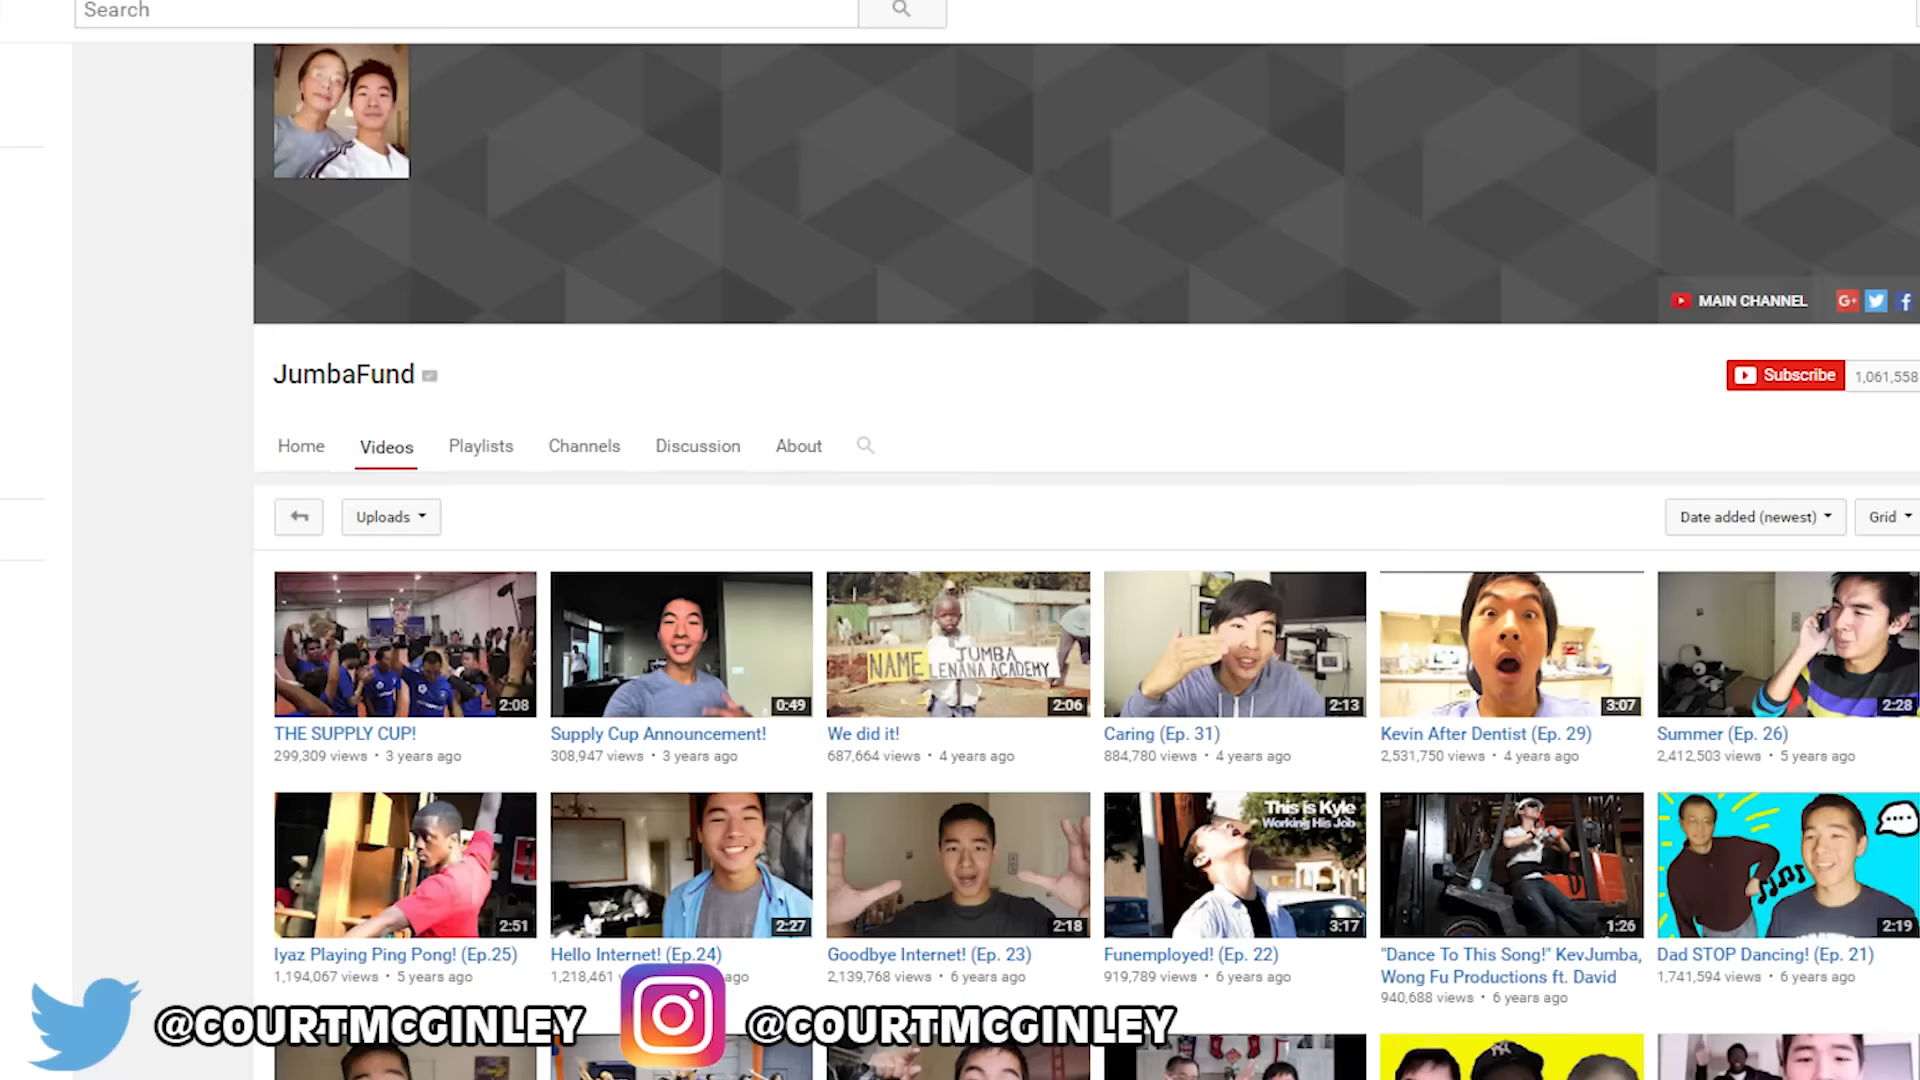 Search
MAIN CHANNEL
G+
JumbaFund
Subscribe 1,061,558
Home Videos Playlists Channels Discussion About
Uploads
Date added (newest) Grid
NAME JUMBA
LENANA ACADEMY
2:08 0:49 2:06 2:13 3:07 2:28
THE SUPPLY CUP! Supply Cup Announcement! We did it! Caring (Ep. 31) Kevin After Dentist (Ep. 29) Summer (Ep. 26)
299,309 views • 3 years ago 308,947 views • 3 years ago 687,664 views • 4 years ago 884,780 views • 4 years ago 2,531,750 views • 4 years ago 2,412,503 views • 5 years ago
This is Kyle
Working His Job
2:51 2:27 2:18 3:17 1:26 2:19
Iyaz Playing Ping Pong! (Ep.25) Hello Internet! (Ep.24) Goodbye Internet! (Ep. 23) Funemployed! (Ep. 22) "Dance To This Song!" KevJumba, Dad STOP Dancing! (Ep. 21)
1,194,067 views • 5 years ago 1,218,461 ago 2,139,768 views • 6 years ago 919,789 views • 6 years ago Wong Fu Productions ft. David 1,741,594 views • 6 years ago
940,688 views • 6 years ago
@COURTMCGINLEY @COURTMCGINLEY